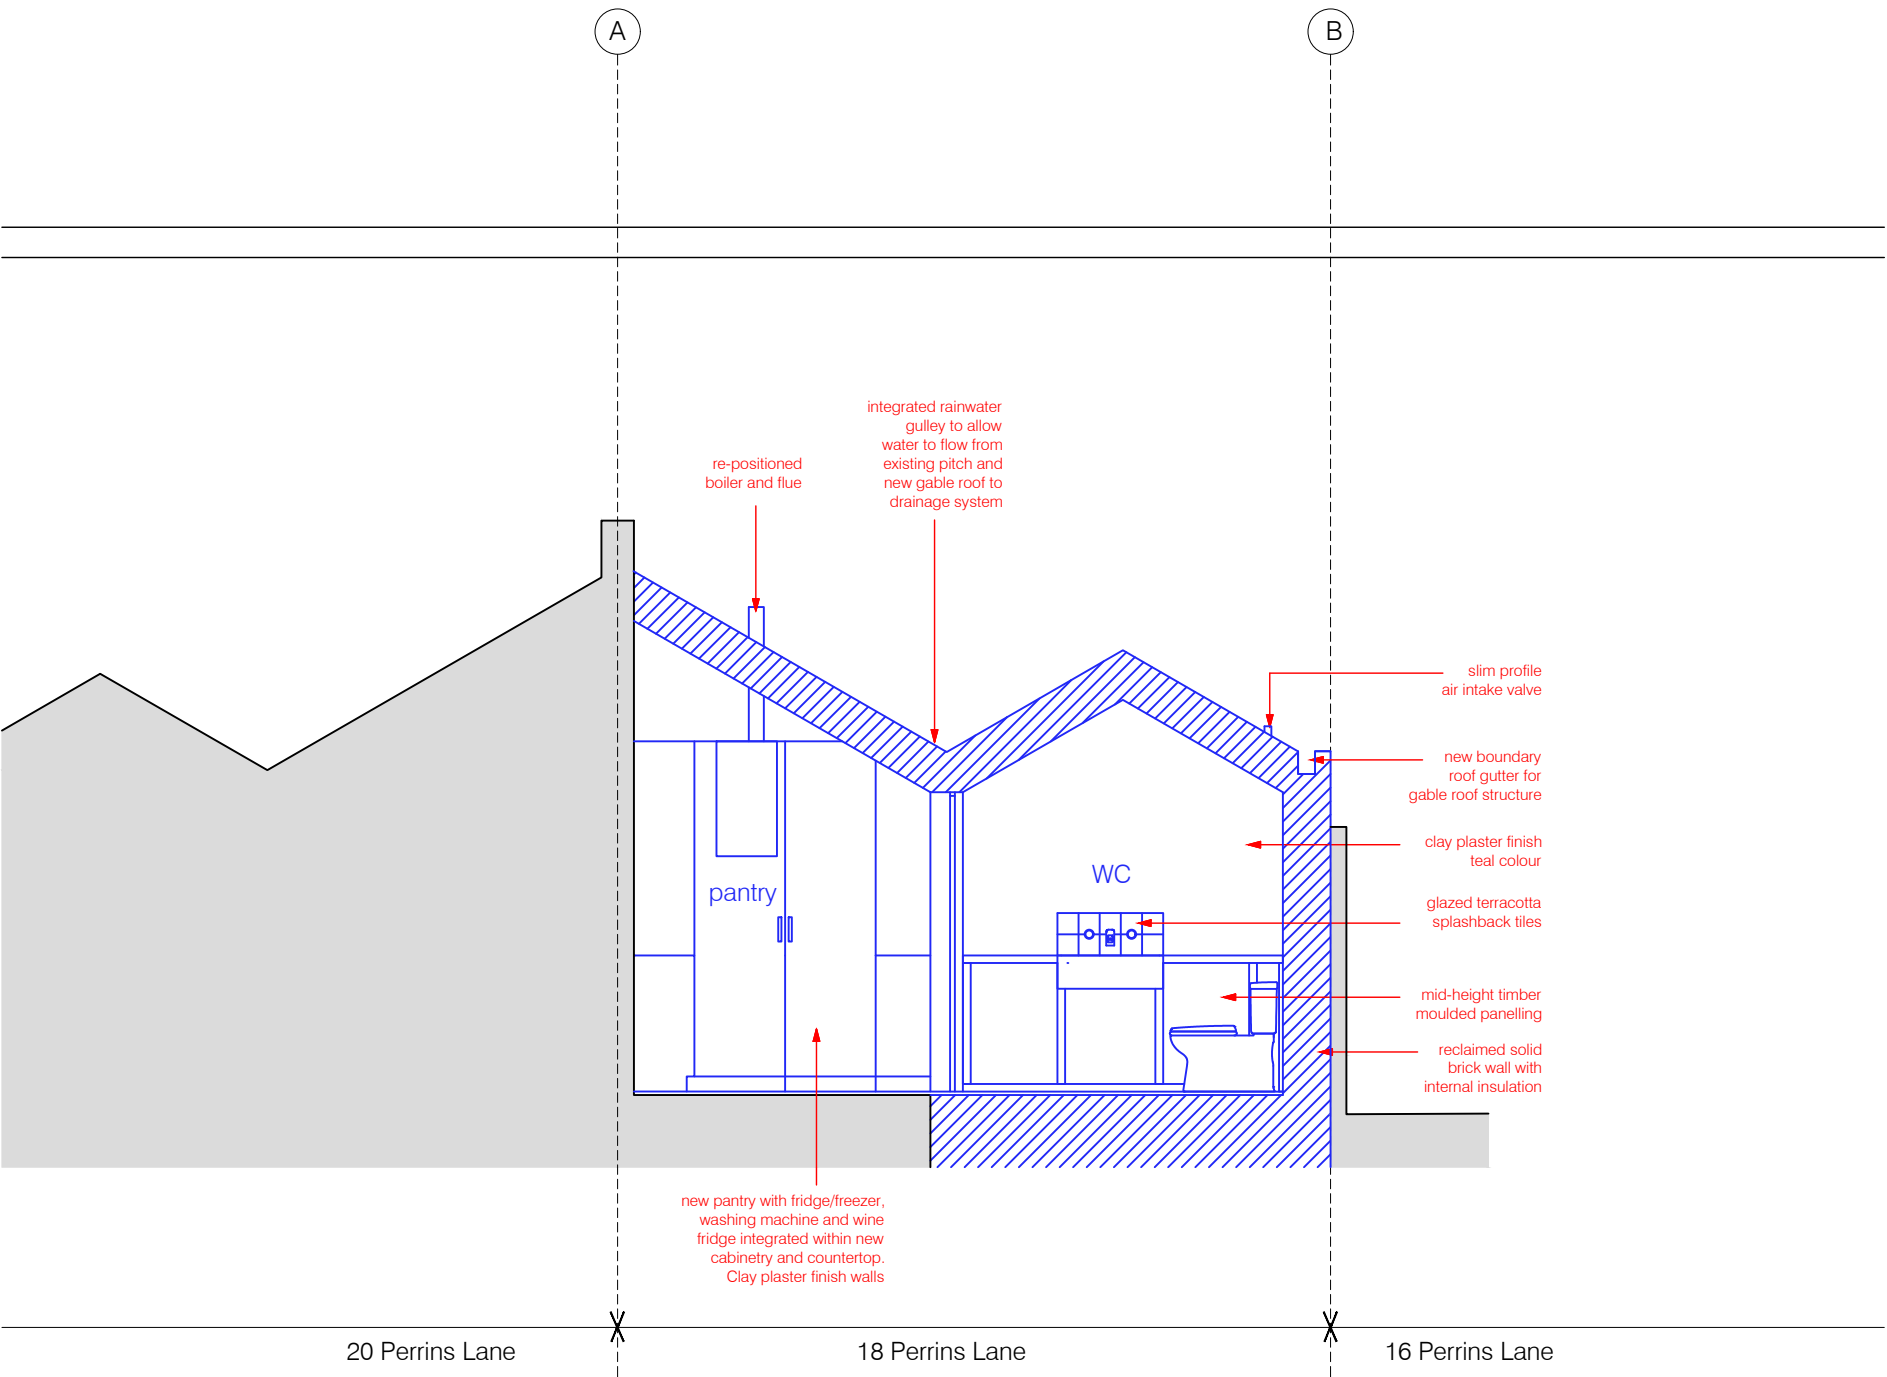 A
B
integrated rainwater
gulley to allow
water to flow from
existing pitch and
new gable roof to
drainage system
re-positioned
boiler and flue
slim profile
air intake valve
new boundary
roof gutter for
gable roof structure
clay plaster finish
teal colour
WC
pantry
glazed terracotta
splashback tiles
mid-height timber
moulded panelling
reclaimed solid
brick wall with
internal insulation
new pantry with fridge/freezer,
washing machine and wine
fridge integrated within new
cabinetry and countertop.
Clay plaster finish walls
20 Perrins Lane
18 Perrins Lane
16 Perrins Lane